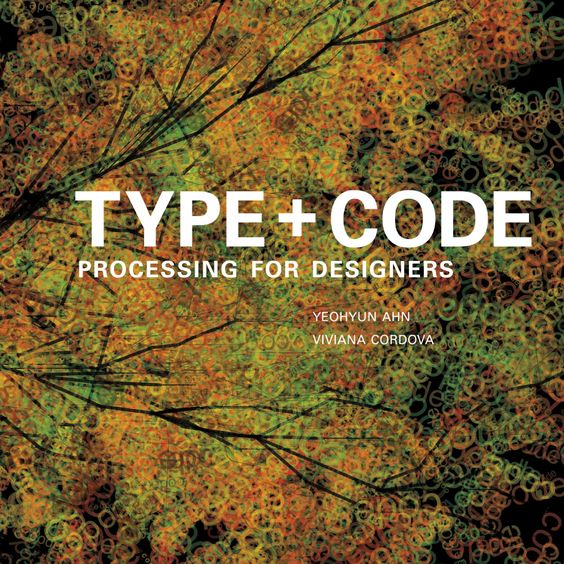 TYPE + CODE
PROCESSING FOR DESIGNERS
YEOHYUN AHN
VIVIANA CORDOVA